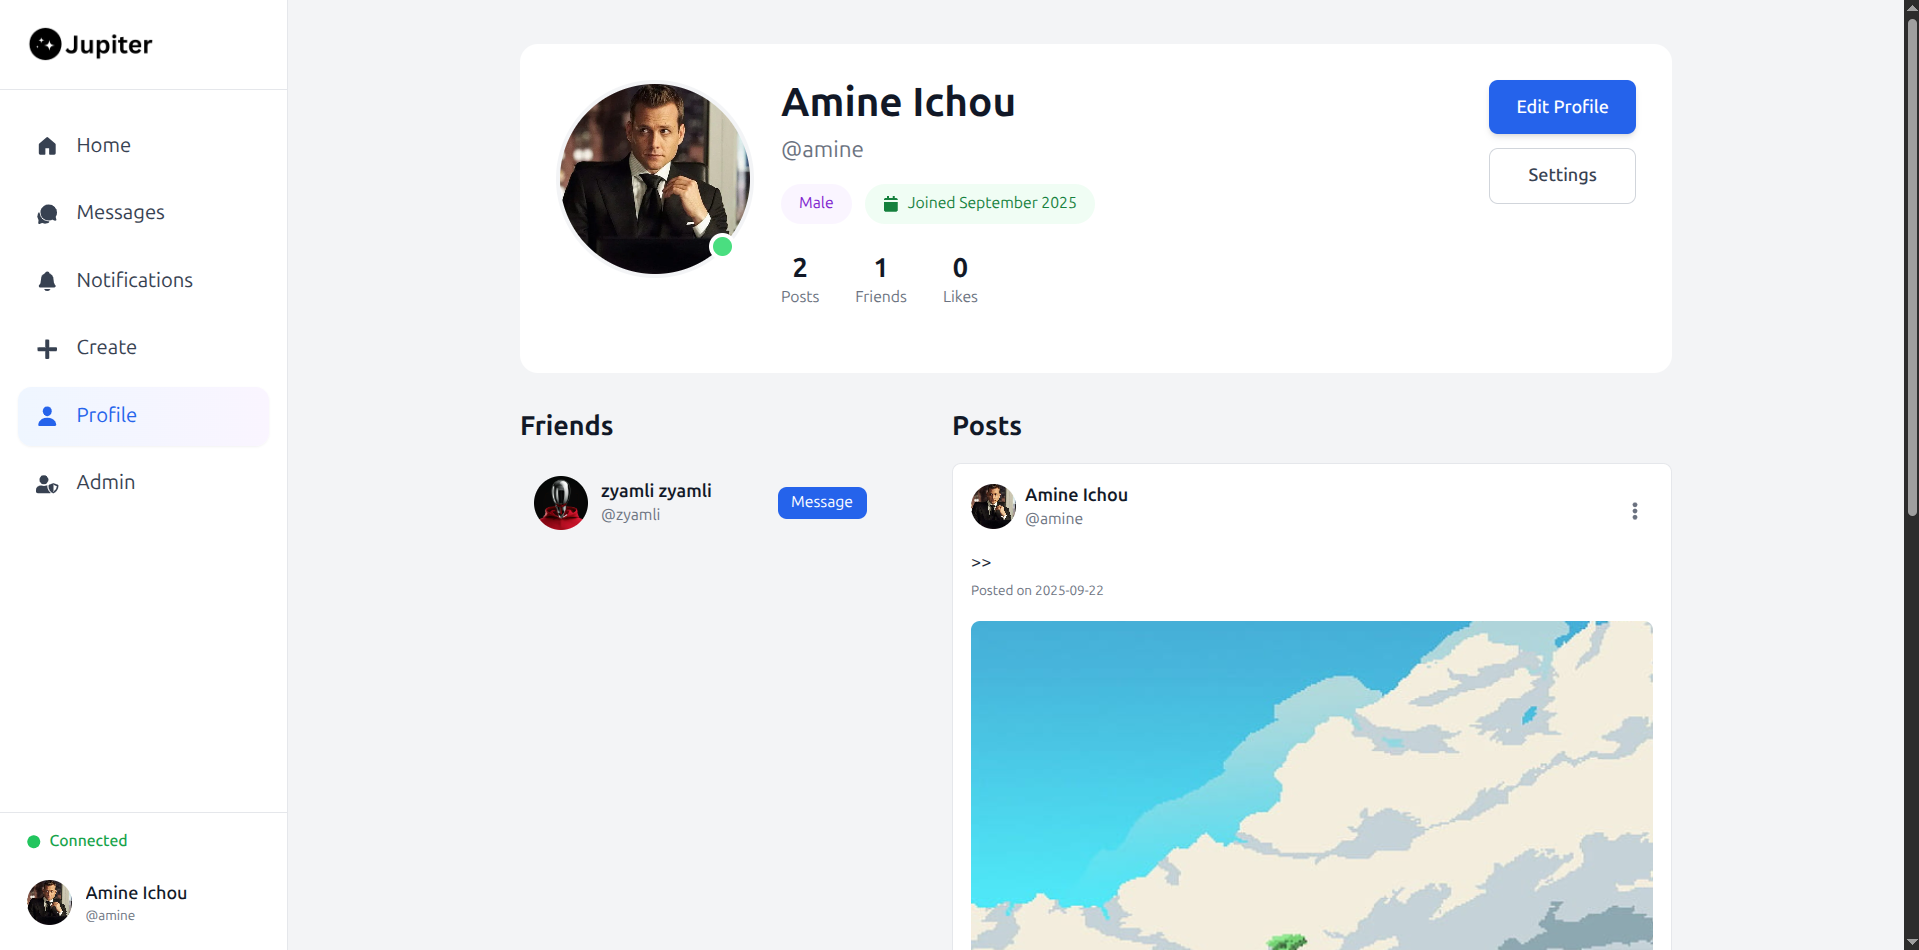 Jupiter
Home
Messages
Notifications
Create
Profile
Admin
Connected
Amine Ichou
@amine
Amine Ichou
@amine
Male
Joined September 2025
2
Posts
1
Friends
0
Likes
Edit Profile
Settings
Friends
zyamli zyamli
@zyamli
Message
Posts
Amine Ichou
@amine
>>
Posted on 2025-09-22